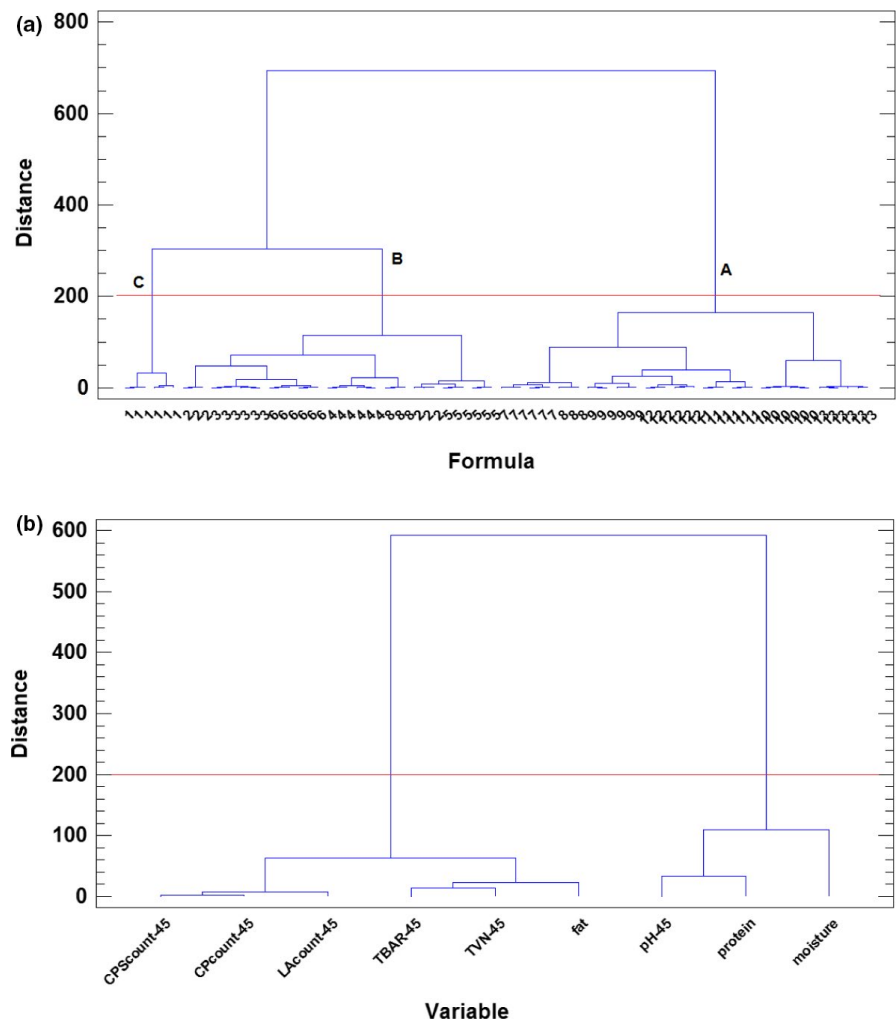 (a)
800
600
400
200
0
Distance
C
B
A
Formula
(b)
600
500
400
300
200
100
0
Distance
CPScount-45
CPcount-45
LAcount-45
TBAR-45
TVN-45
fat
pH-45
protein
moisture
Variable